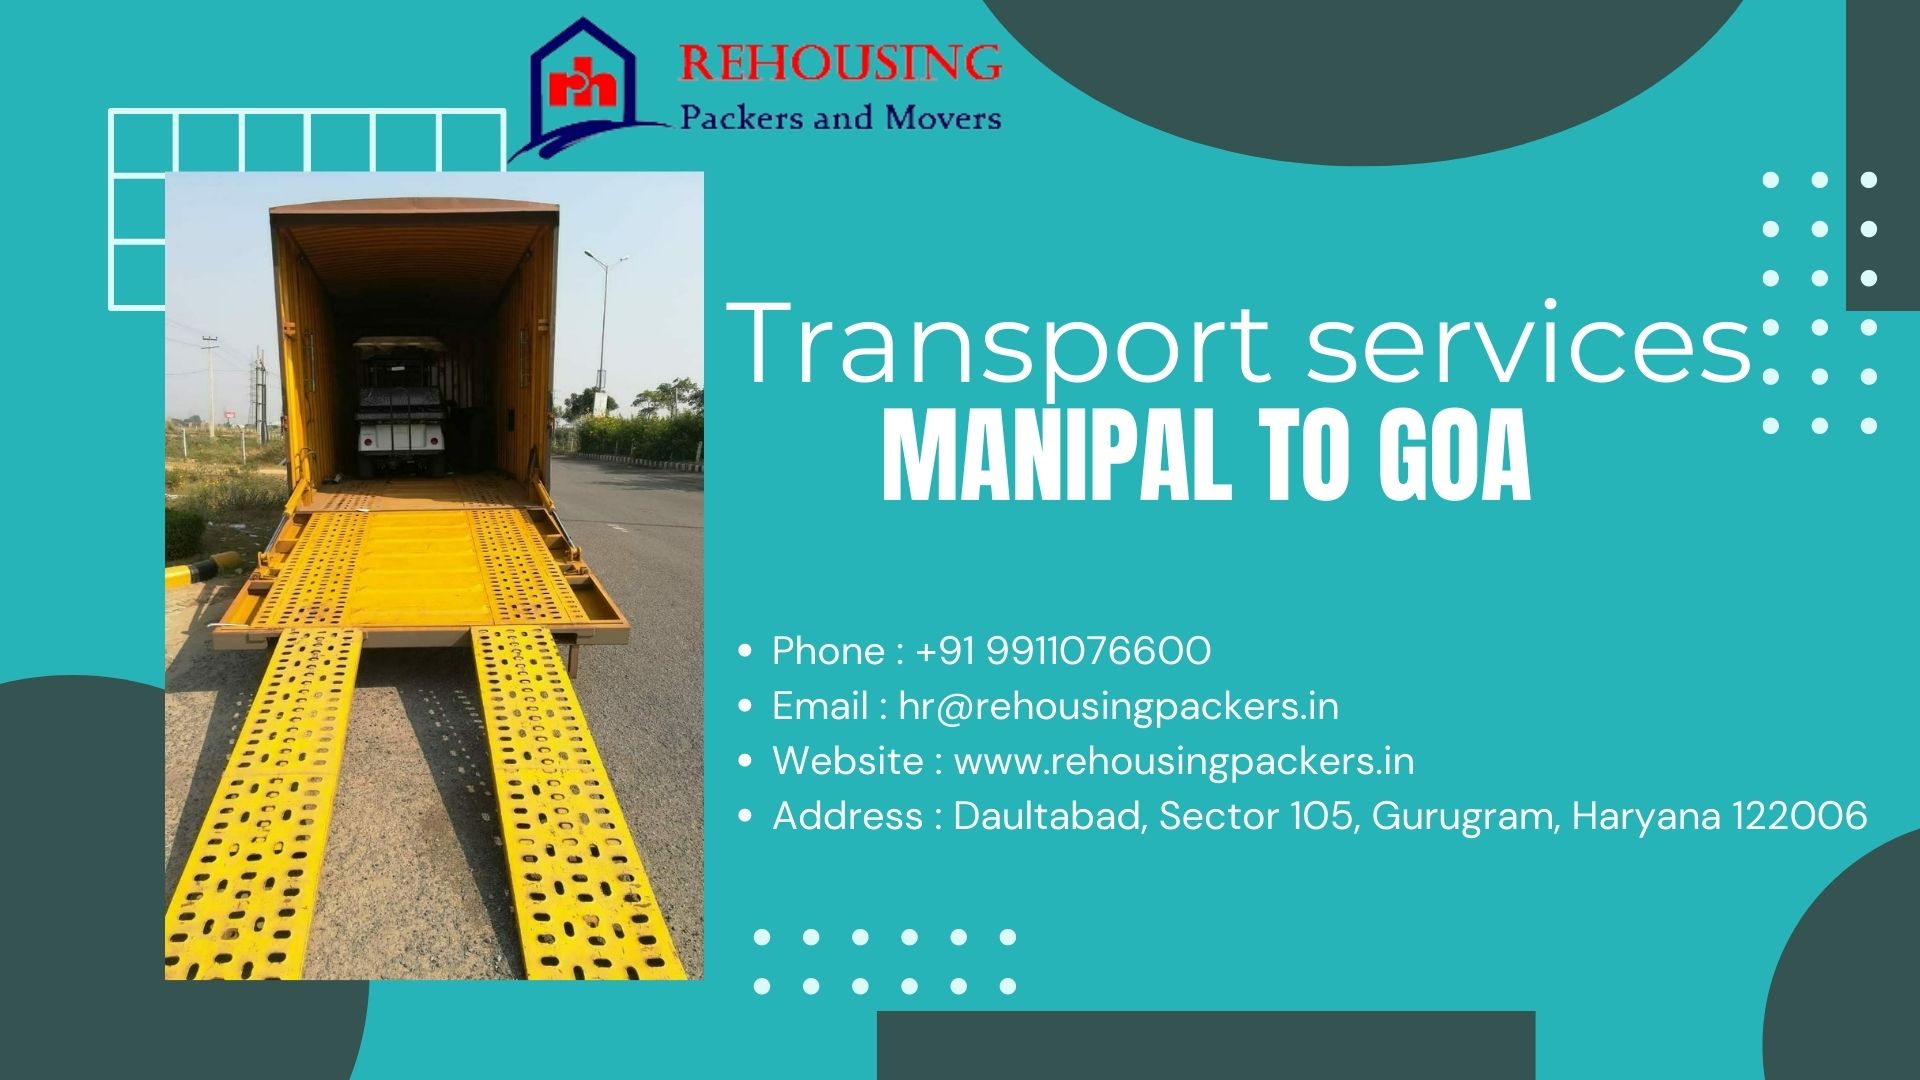 REHOUSING
Packers and Movers
Transport services
MANIPAL TO GOA
Phone : +91 9911076600
Email : hr@rehousingpackers.in
Website : www.rehousingpackers.in
Address : Daultabad, Sector 105, Gurugram, Haryana 122006